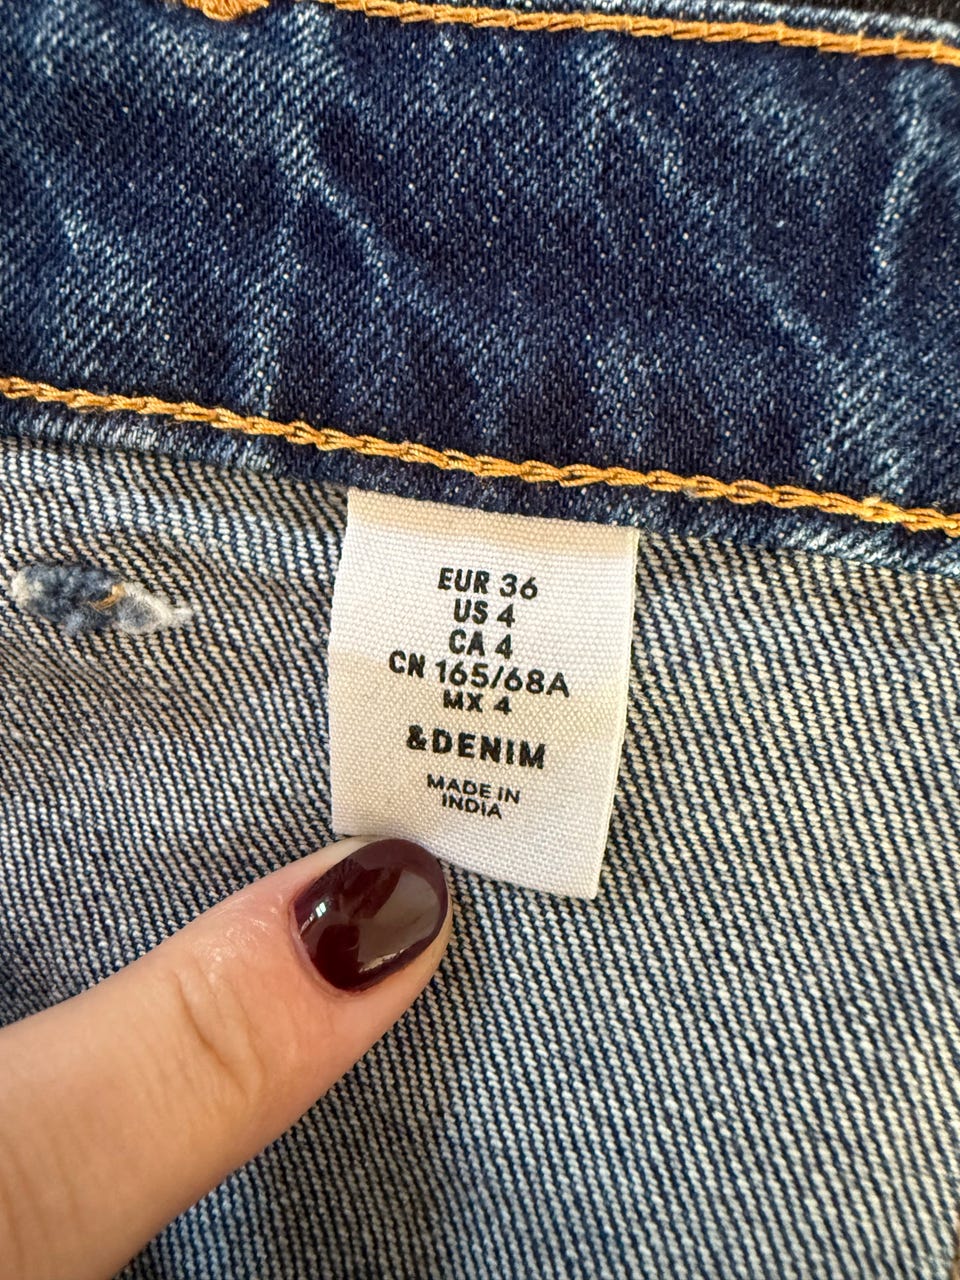 EUR 36
US 4
CA 4
CN 165/68A
MX 4
&DENIM
MADE IN
INDIA